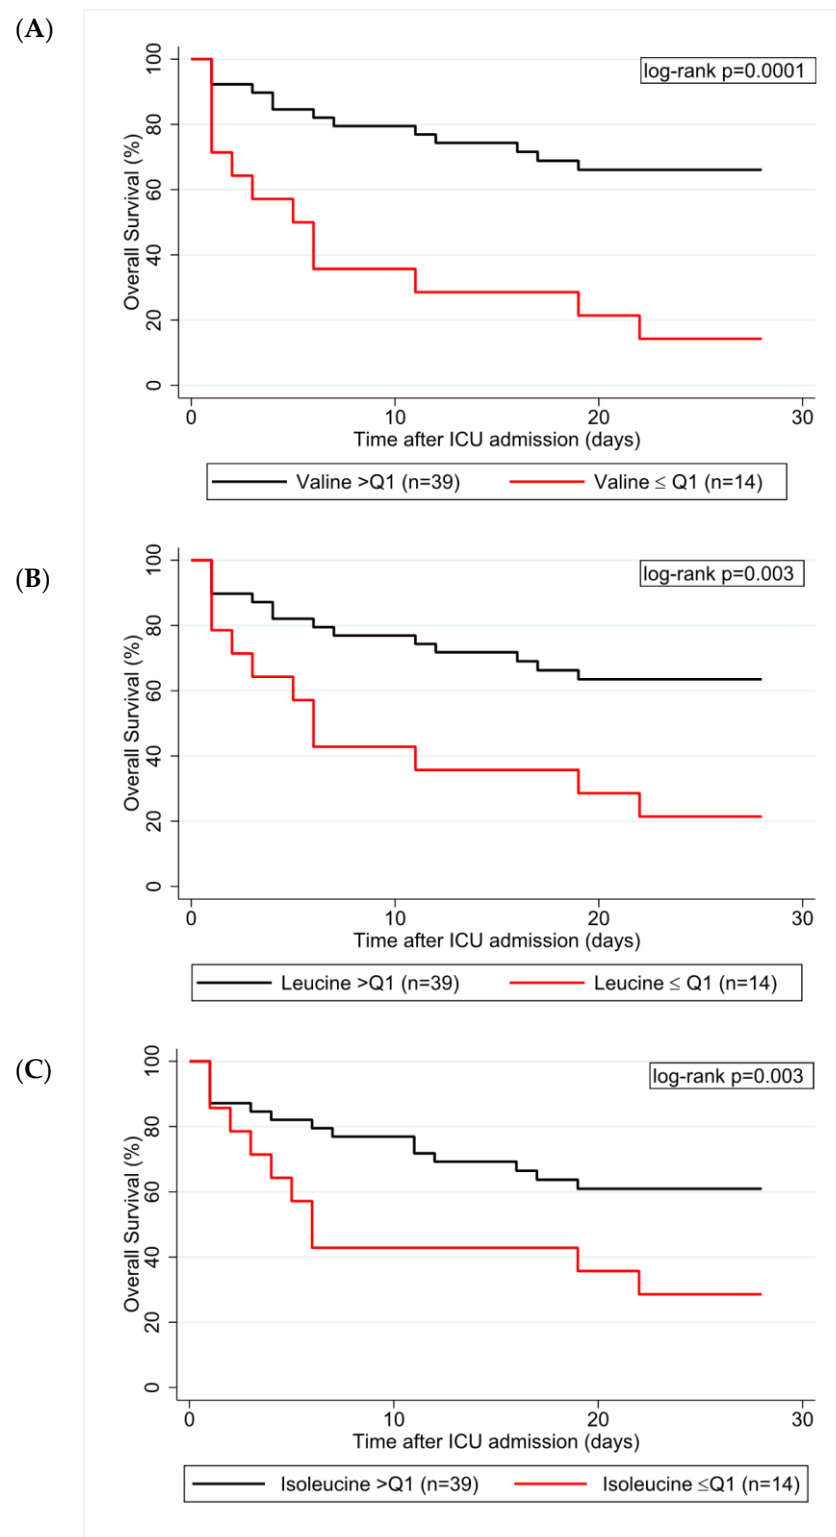 (A)
100
80
60
40
20
0
Overall Survival (%)
log-rank p=0.0001
0 10 20 30
Time after ICU admission (days)
Valine >Q1 (n=39) Valine ≤ Q1 (n=14)
(B)
100
80
60
40
20
0
Overall Survival (%)
log-rank p=0.003
0 10 20 30
Time after ICU admission (days)
Leucine >Q1 (n=39) Leucine ≤ Q1 (n=14)
(C)
100
80
60
40
20
0
Overall Survival (%)
log-rank p=0.003
0 10 20 30
Time after ICU admission (days)
Isoleucine >Q1 (n=39) Isoleucine ≤Q1 (n=14)